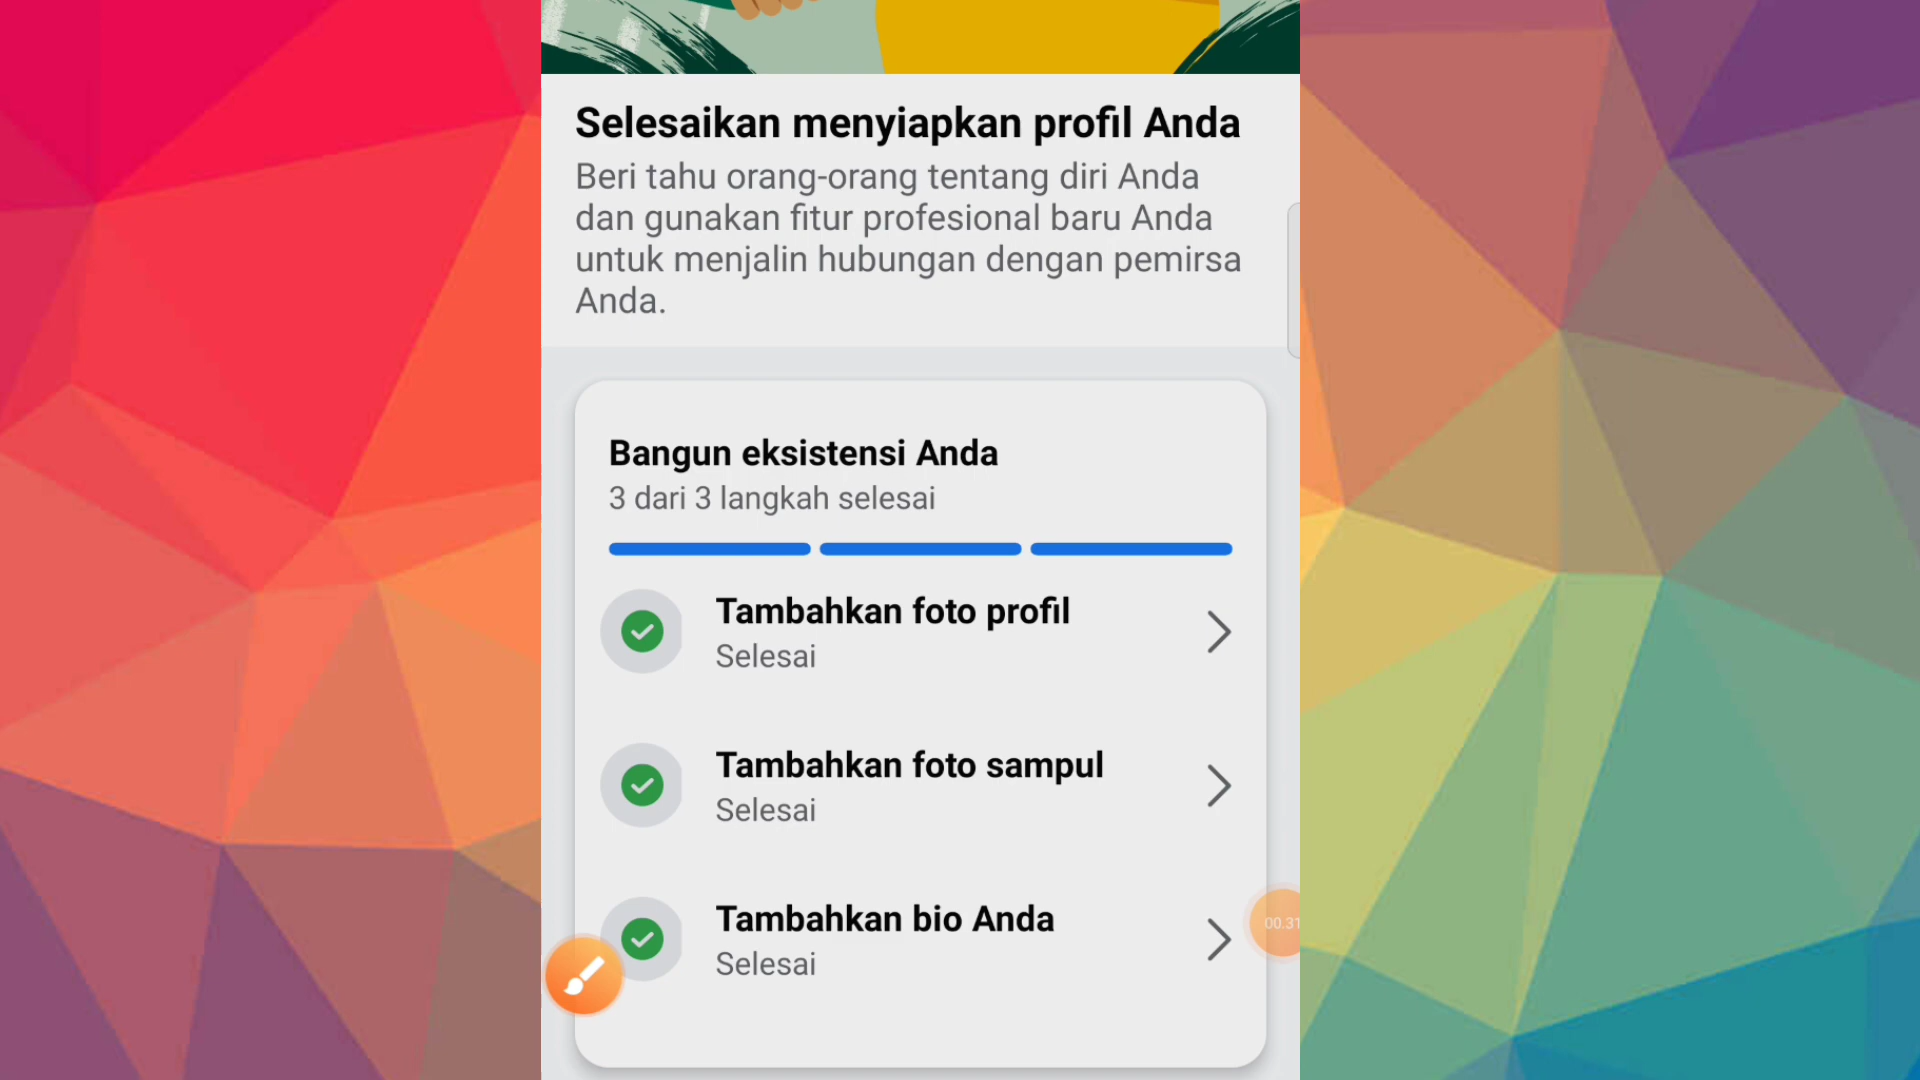 Selesaikan menyiapkan profil Anda
Beri tahu orang-orang tentang diri Anda
dan gunakan fitur profesional baru Anda
untuk menjalin hubungan dengan pemirsa
Anda.
Bangun eksistensi Anda
3 dari 3 langkah selesai
Tambahkan foto profil
Selesai
Tambahkan foto sampul
Selesai
Tambahkan bio Anda
Selesai
00.31